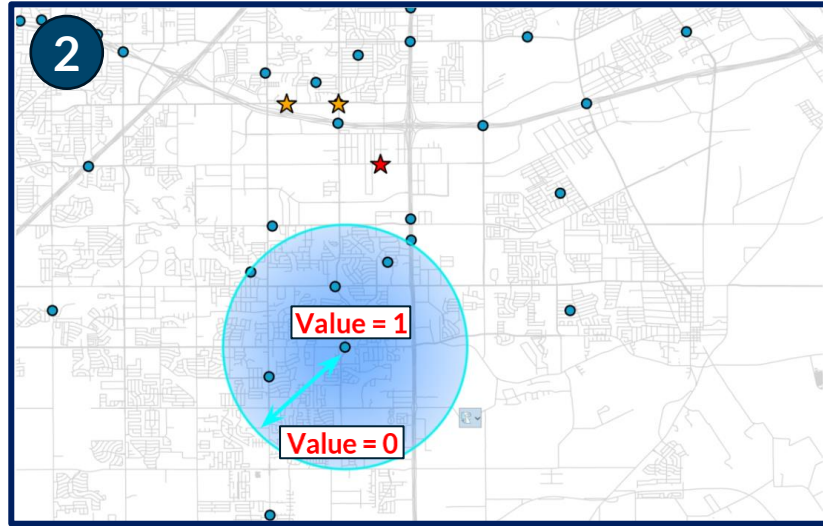 2
Value = 1
Value = 0